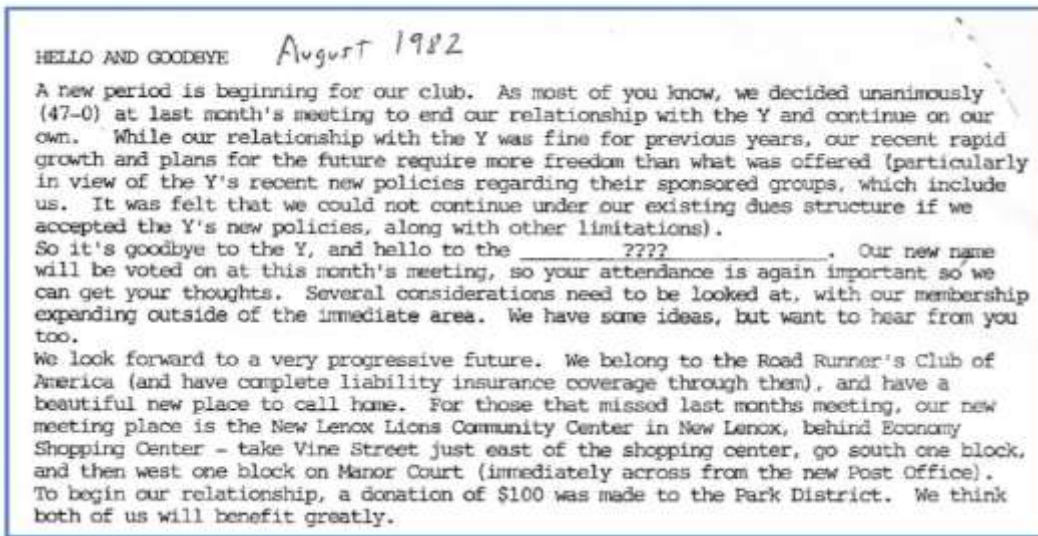 HELLO AND GOODBYE August 1982
A new period is beginning for our club. As most of you know, we decided unanimously
(47-0) at last month's meeting to end our relationship with the Y and continue on our
own. While our relationship with the Y was fine for previous years, our recent rapid
growth and plans for the future require more freedom than what was offered (particularly
in view of the Y's recent new policies regarding their sponsored groups, which include
us. It was felt that we could not continue under our existing dues structure if we
accepted the Y's new policies, along with other limitations).
So it's goodbye to the Y, and hello to the ____????____. Our new name
will be voted on at this month's meeting, so your attendance is again important so we
can get your thoughts. Several considerations need to be looked at, with our membership
expanding outside of the immediate area. We have some ideas, but want to hear from you
too.
We look forward to a very progressive future. We belong to the Road Runner's Club of
America (and have complete liability insurance coverage through them), and have a
beautiful new place to call home. For those that missed last months meeting, our new
meeting place is the New Lenox Lions Community Center in New Lenox, behind Economy
Shopping Center - take Vine Street just east of the shopping center, go south one block,
and then west one block on Manor Court (immediately across from the new Post Office).
To begin our relationship, a donation of $100 was made to the Park District. We think
both of us will benefit greatly.